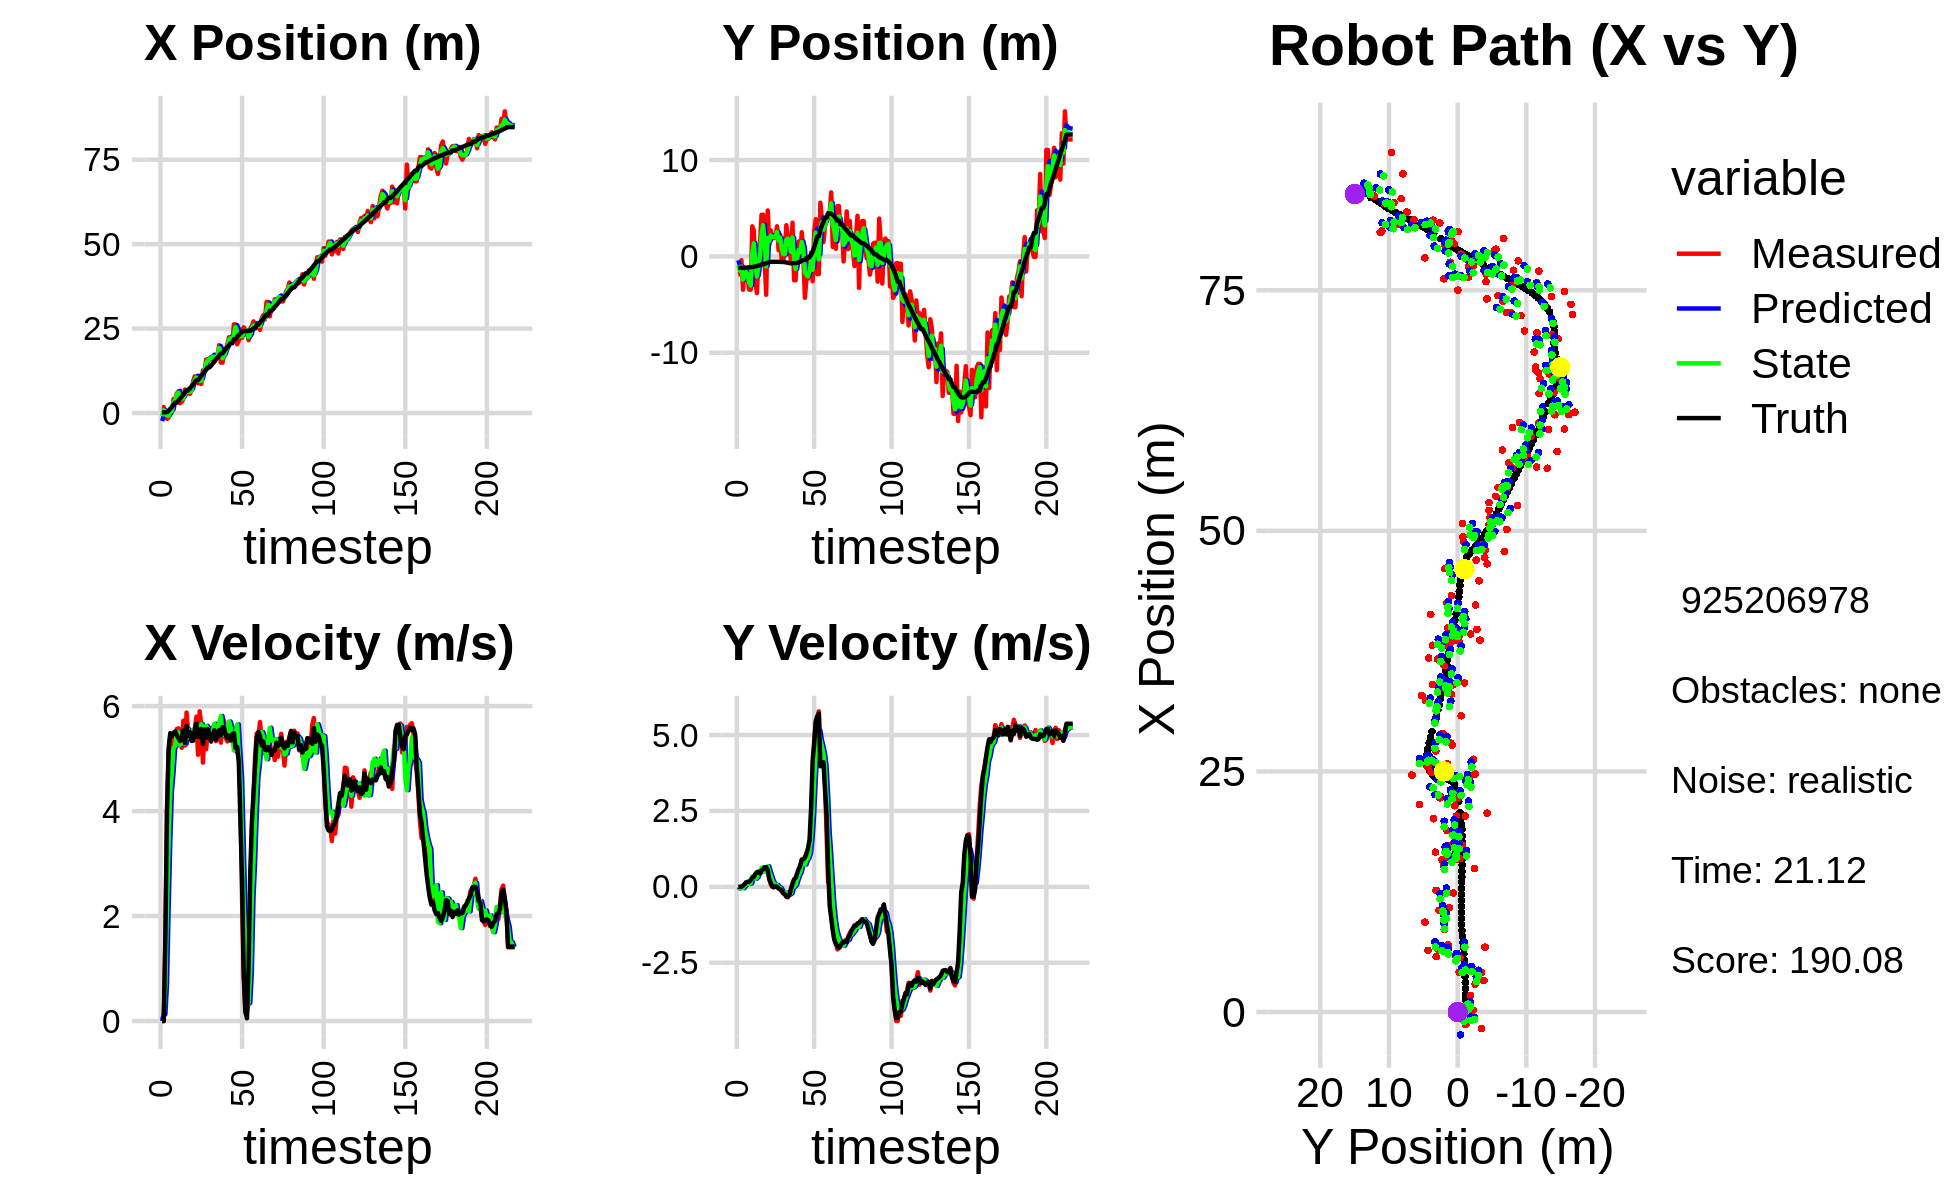 X Position (m)
75
50
25
0
0
50
100
150
200
timestep
Y Position (m)
10
0
-10
0
50
100
150
200
timestep
X Velocity (m/s)
6
4
2
0
0
50
100
150
200
timestep
Y Velocity (m/s)
5.0
2.5
0.0
-2.5
0
50
100
150
200
timestep
Robot Path (X vs Y)
X Position (m)
75
50
25
0
20 10 0 -10 -20
Y Position (m)
variable
Measured
Predicted
State
Truth
925206978
Obstacles: none
Noise: realistic
Time: 21.12
Score: 190.08